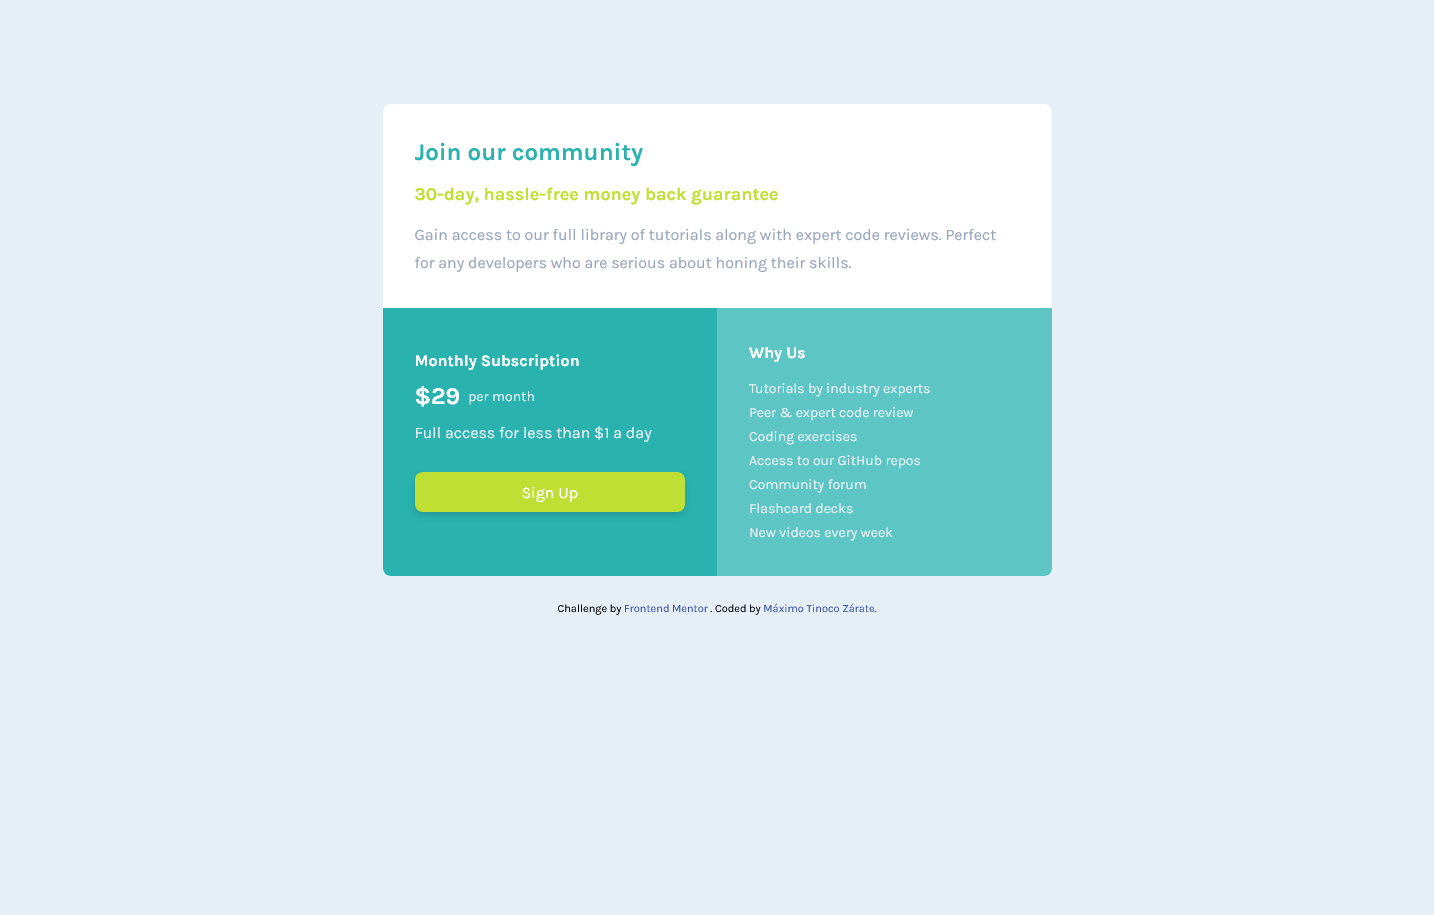 Join our community
30-day, hassle-free money back guarantee
Gain access to our full library of tutorials along with expert code reviews. Perfect
for any developers who are serious about honing their skills.
Monthly Subscription
$29 per month
Full access for less than $1 a day
Sign Up
Why Us
Tutorials by industry experts
Peer & expert code review
Coding exercises
Access to our GitHub repos
Community forum
Flashcard decks
New videos every week
Challenge by Frontend Mentor . Coded by Máximo Tinoco Zárate.